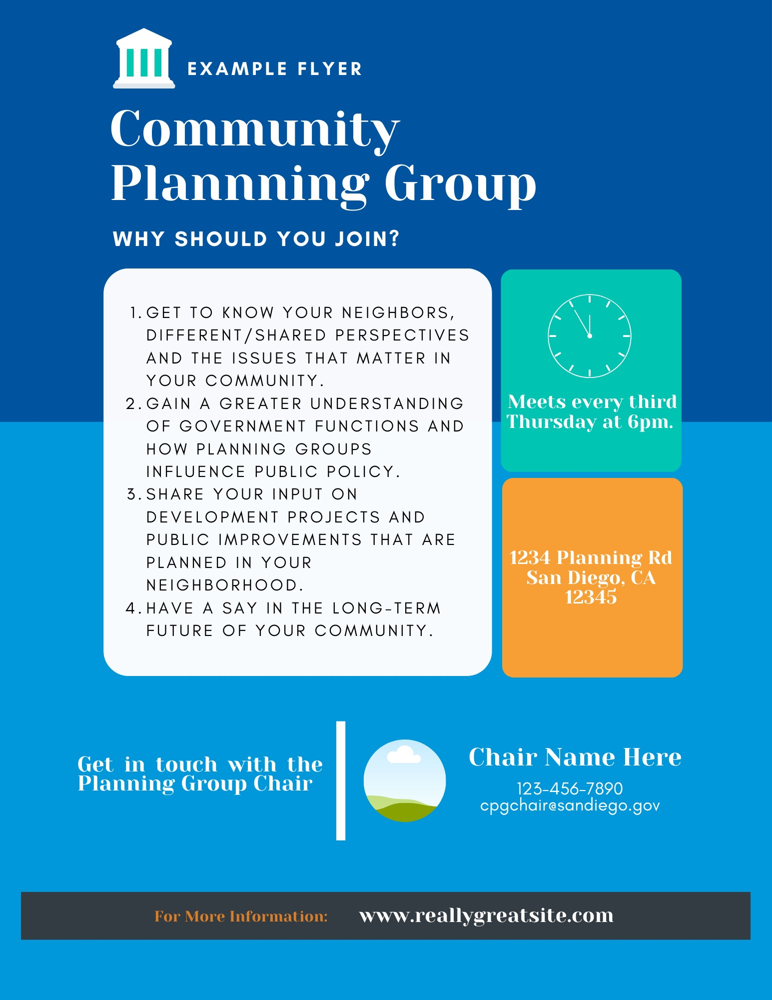 EXAMPLE FLYER
Community
Plannning Group
WHY SHOULD YOU JOIN?
1. GET TO KNOW YOUR NEIGHBORS,
DIFFERENT/SHARED PERSPECTIVES
AND THE ISSUES THAT MATTER IN
YOUR COMMUNITY.
2. GAIN A GREATER UNDERSTANDING
OF GOVERNMENT FUNCTIONS AND
HOW PLANNING GROUPS
INFLUENCE PUBLIC POLICY.
3. SHARE YOUR INPUT ON
DEVELOPMENT PROJECTS AND
PUBLIC IMPROVEMENTS THAT ARE
PLANNED IN YOUR
NEIGHBORHOOD.
4. HAVE A SAY IN THE LONG-TERM
FUTURE OF YOUR COMMUNITY.
Meets every third
Thursday at 6pm.
1234 Planning Rd
San Diego, CA
12345
Get in touch with the
Planning Group Chair
Chair Name Here
123-456-7890
cpgchair@sandiego.gov
For More Information: www.reallygreatsite.com